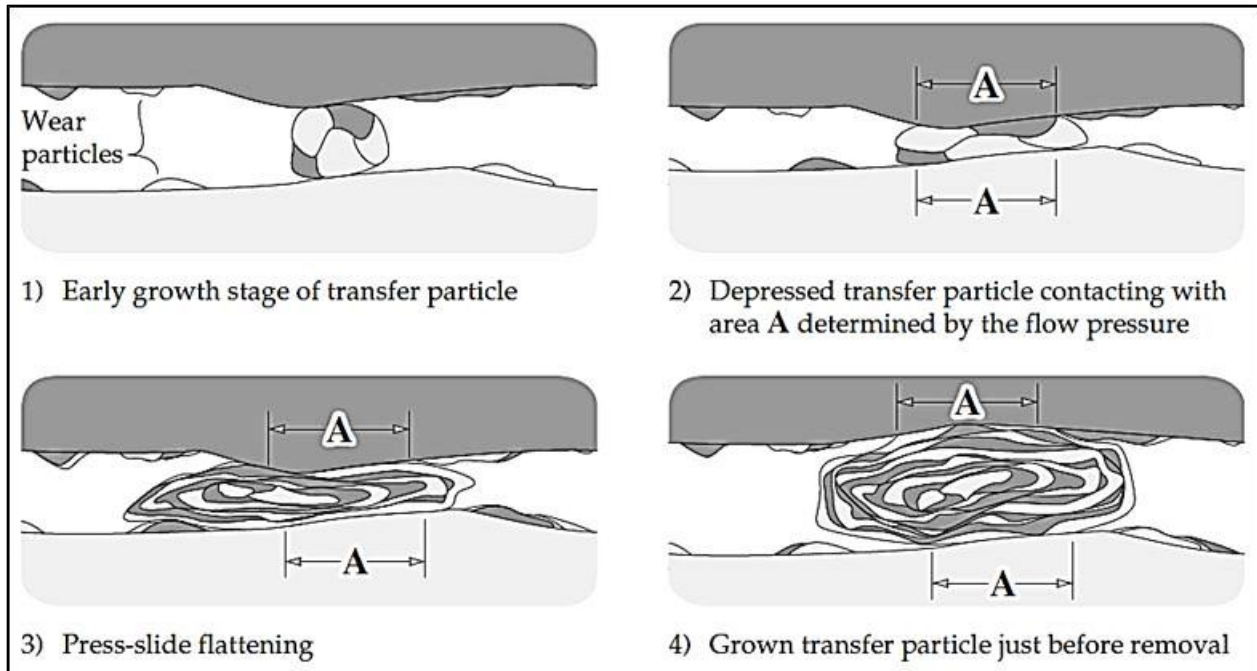 Wear
particles
1) Early growth stage of transfer particle
A
A
2) Depressed transfer particle contacting with
area A determined by the flow pressure
A
A
3) Press-slide flattening
A
A
4) Grown transfer particle just before removal